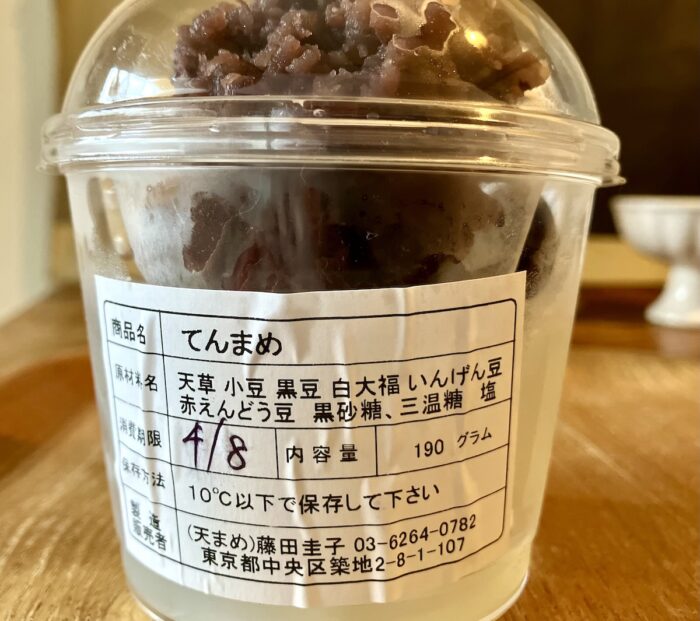 商品名 てんまめ
原材料名 天草 小豆 黒豆 白大福 いんげん豆
赤えんどう豆 黒砂糖、三温糖 塩
消費期限 4/8 内容量 190 グラム
保存方法 10℃以下で保存して下さい
製造
販売者
(天まめ)藤田圭子 03-6264-0782
東京都中央区築地2-8-1-107